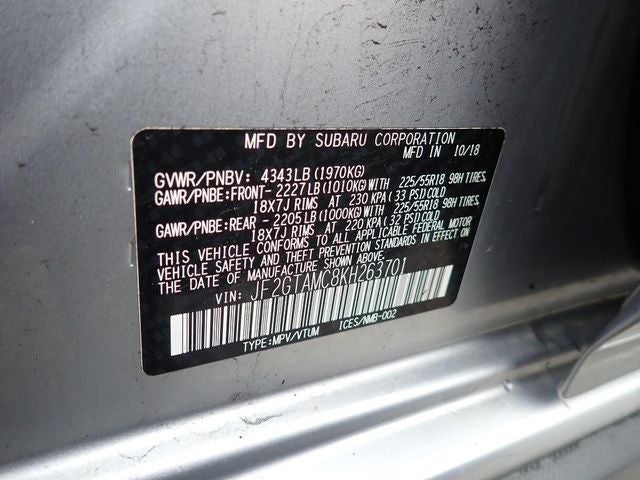 MFD BY SUBARU CORPORATION
MFD IN 10/18
GVWR/PNBV: 4343LB (1970KG)
GAWR/PNBE:FRONT- 2227LB (1010KG)WITH 225/55R18 98H TIRES,
18X7J RIMS AT 230 KPA (33 PSI)COLD
GAWR/PNBE:REAR - 2205LB (1000KG)WITH 225/55R18 98H TIRES,
18X7J RIMS AT 220 KPA (32 PSI)COLD
THIS VEHICLE CONFORMS TO ALL APPLICABLE FEDERAL MOTOR
VEHICLE SAFETY AND THEFT PREVENTION STANDARDS IN EFFECT ON
THE DATE OF MANUFACTURE SHOWN ABOVE.
VIN: JF2GTAMC8KH263701
TYPE:MPV/VTUM ICES/NMB-002